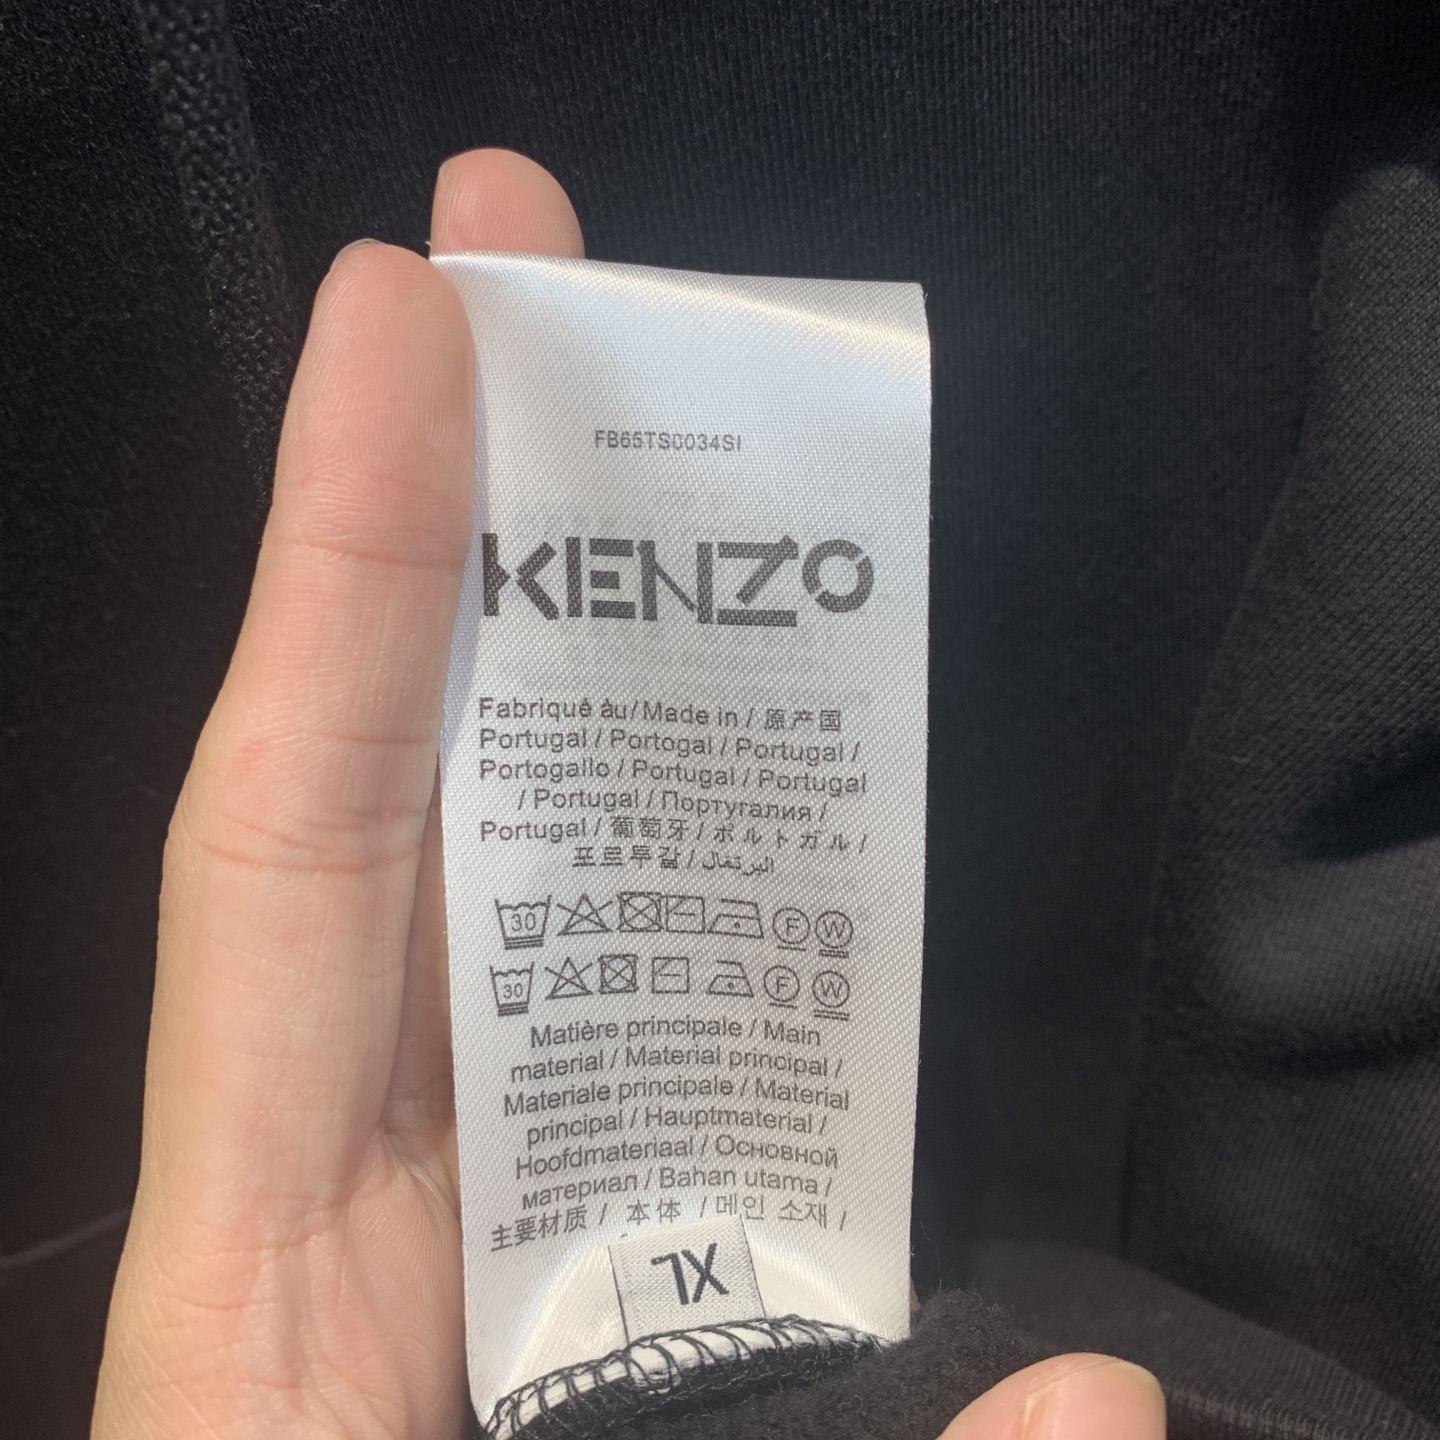 FB65TS0034SI
KENZO
Fabriqué àu/Made in / 原产国
Portugal / Portogal / Portugal /
Portogallo / Portugal / Portugal
/ Portugal / Португалия /
Portugal / 葡萄牙 / ポルトガル /
포르투갈 / البرتغال
30 F W
30 F W
Matière principale / Main
material / Material principal /
Materiale principale / Material
principal / Hauptmaterial /
Hoofdmateriaal / Основной
материал / Bahan utama /
主要材质 / 本体 / 메인 소재 /
XL